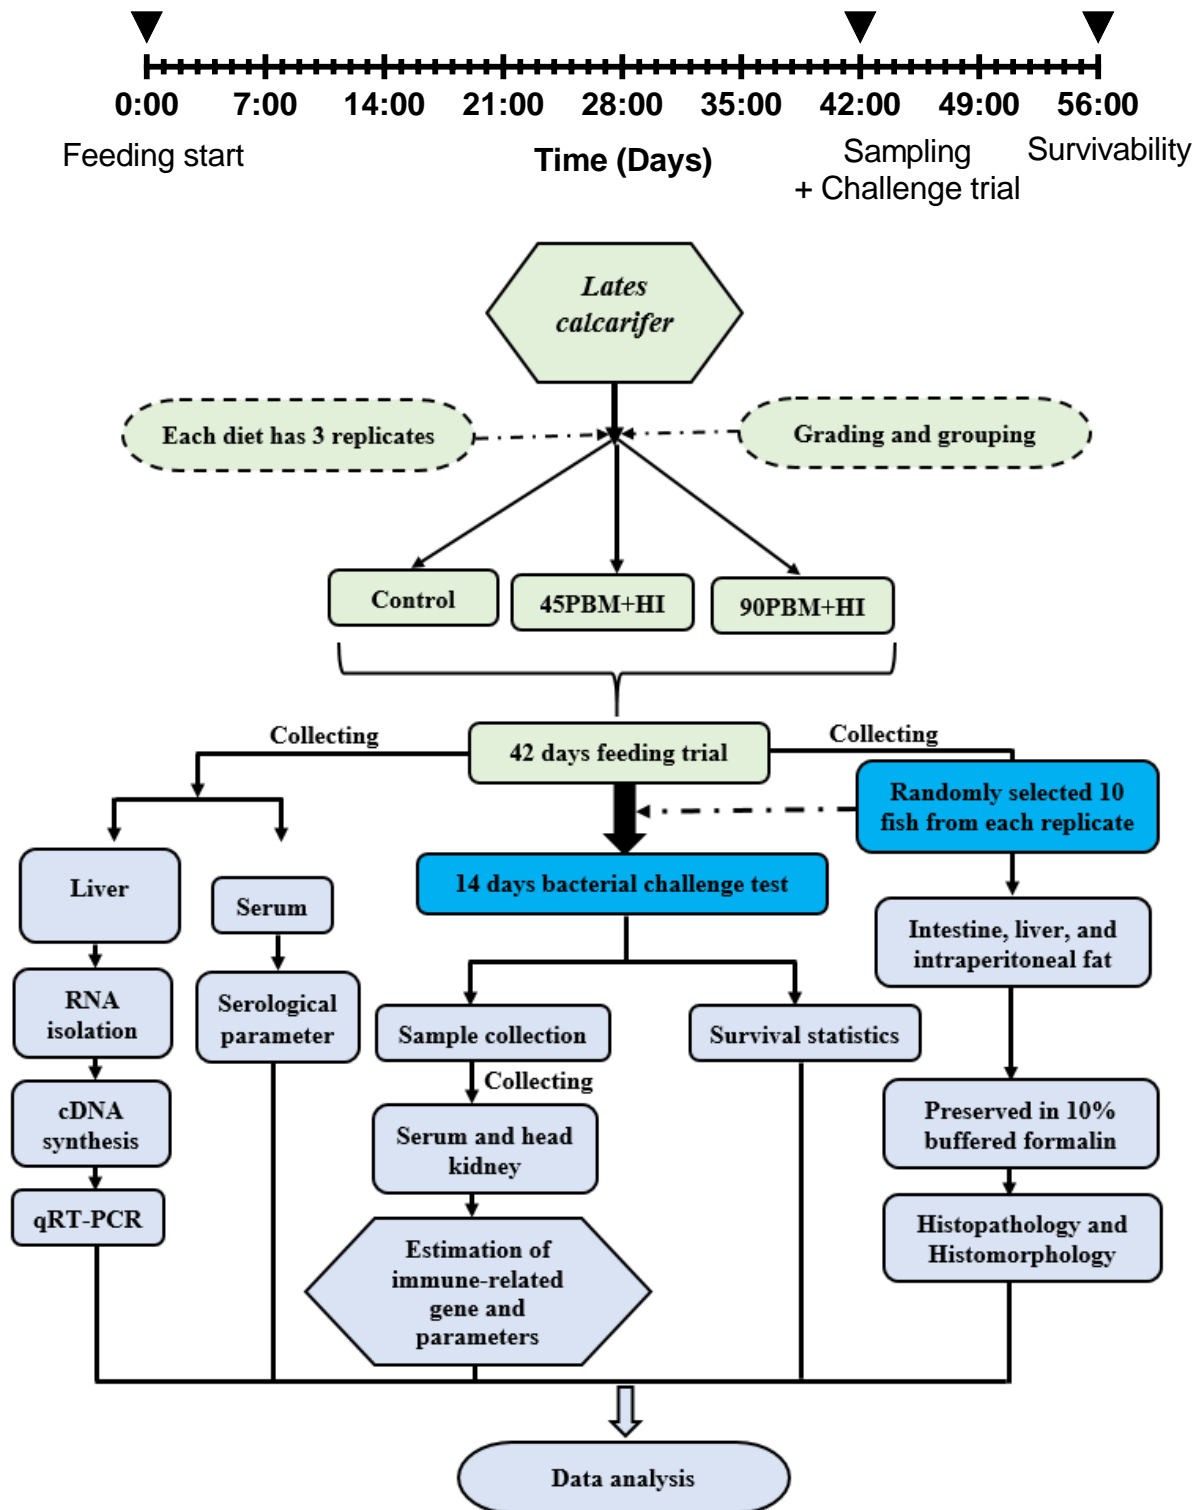 0:00 7:00 14:00 21:00 28:00 35:00 42:00 49:00 56:00
Feeding start
Time (Days)
Sampling
+ Challenge trial
Survivability
Lates
calcarifer
Each diet has 3 replicates
Grading and grouping
Control
45PBM+HI
90PBM+HI
Collecting
42 days feeding trial
Collecting
Randomly selected 10
fish from each replicate
14 days bacterial challenge test
Liver
Serum
Intestine, liver, and
intraperitoneal fat
RNA
isolation
Serological
parameter
Sample collection
Survival statistics
Collecting
cDNA
synthesis
Serum and head
kidney
Preserved in 10%
buffered formalin
qRT-PCR
Histopathology and
Histomorphology
Estimation of
immune-related
gene and
parameters
Data analysis